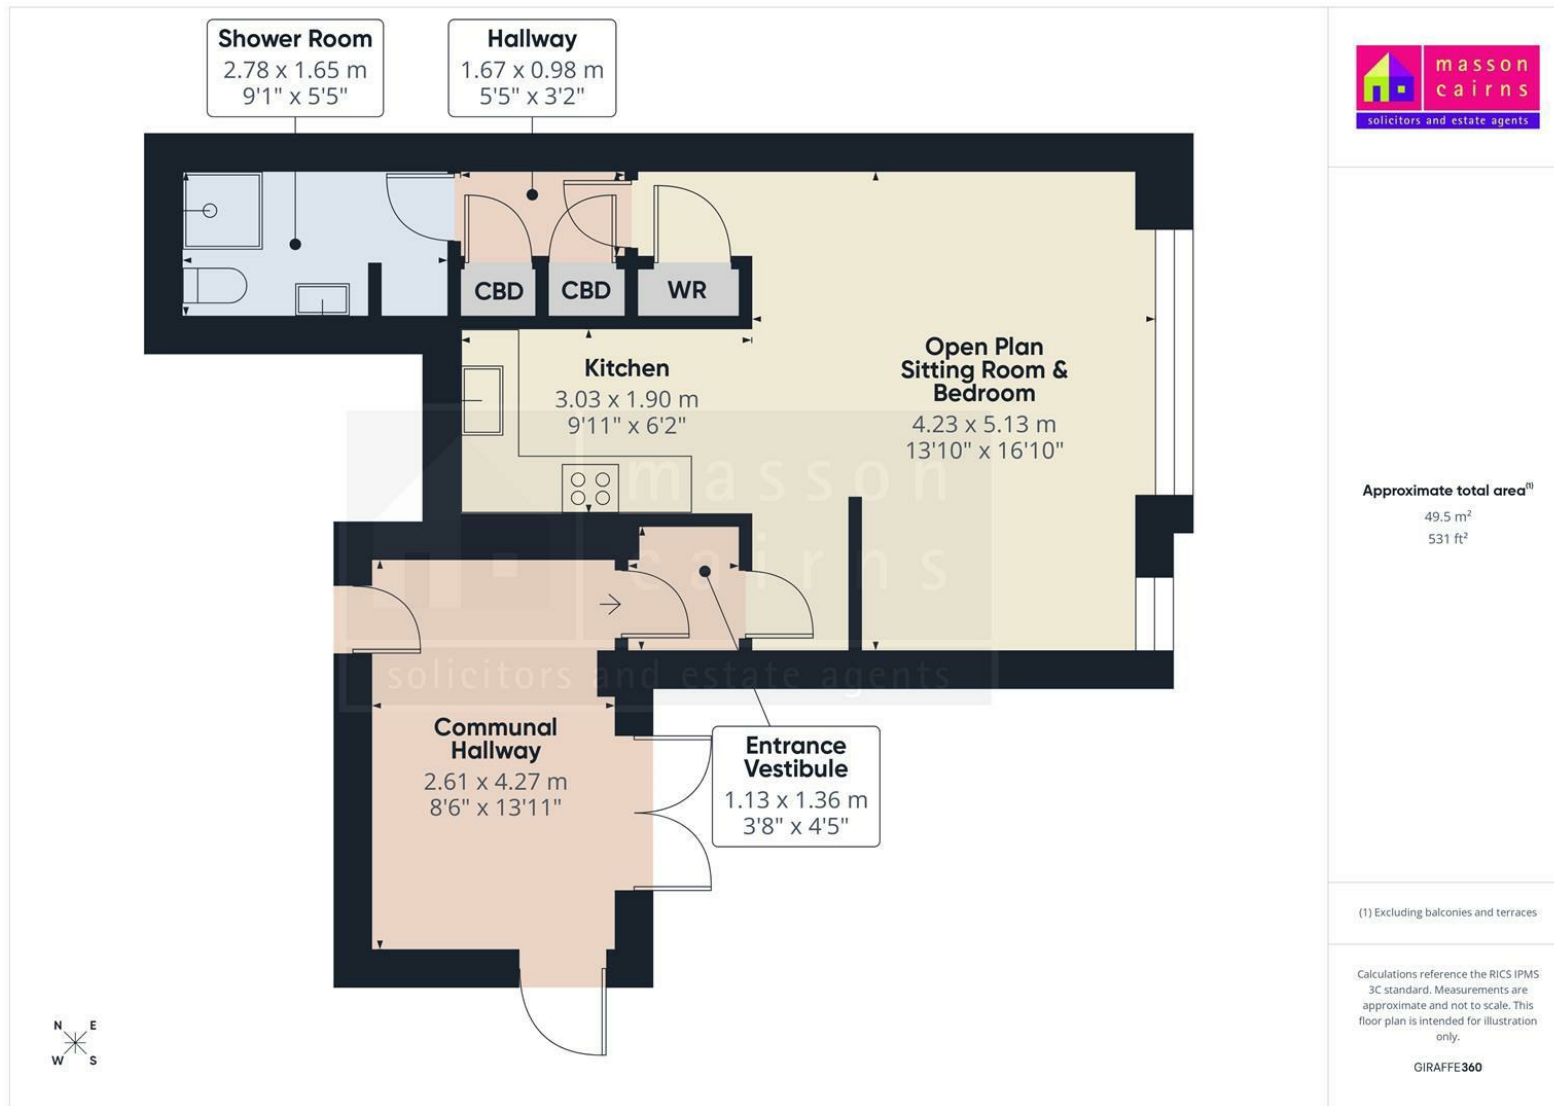 Shower Room
2.78 x 1.65 m
9'1" x 5'5"
Hallway
1.67 x 0.98 m
5'5" x 3'2"
masson
cairns
solicitors and estate agents
CBD
CBD
WR
Kitchen
3.03 x 1.90 m
9'11" x 6'2"
Open Plan
Sitting Room &
Bedroom
4.23 x 5.13 m
13'10" x 16'10"
masson
cairns
solicitors and estate agents
Communal
Hallway
2.61 x 4.27 m
8'6" x 13'11"
Entrance
Vestibule
1.13 x 1.36 m
3'8" x 4'5"
N E
W S
Approximate total area(1)
49.5 m²
531 ft²
(1) Excluding balconies and terraces
Calculations reference the RICS IPMS
3C standard. Measurements are
approximate and not to scale. This
floor plan is intended for illustration
only.
GIRAFFE360